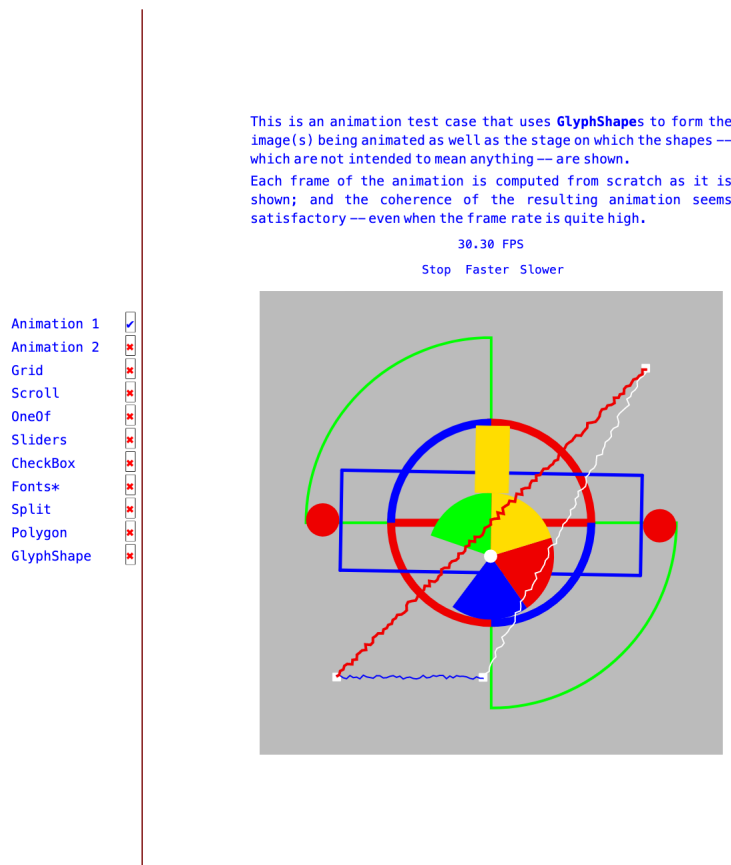 This is an animation test case that uses GlyphShapes to form the
image(s) being animated as well as the stage on which the shapes --
which are not intended to mean anything -- are shown.
Each frame of the animation is computed from scratch as it is
shown; and the coherence of the resulting animation seems
satisfactory -- even when the frame rate is quite high.
30.30 FPS
Stop Faster Slower
Animation 1 ✔
Animation 2 ✖
Grid ✖
Scroll ✖
OneOf ✖
Sliders ✖
CheckBox ✖
Fonts* ✖
Split ✖
Polygon ✖
GlyphShape ✖